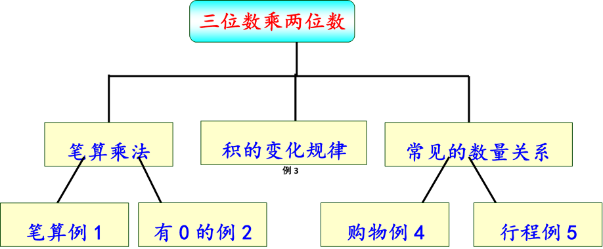 三位数乘两位数
笔算乘法
积的变化规律
常见的数量关系
例3
笔算例1
有0的例2
购物例4
行程例5